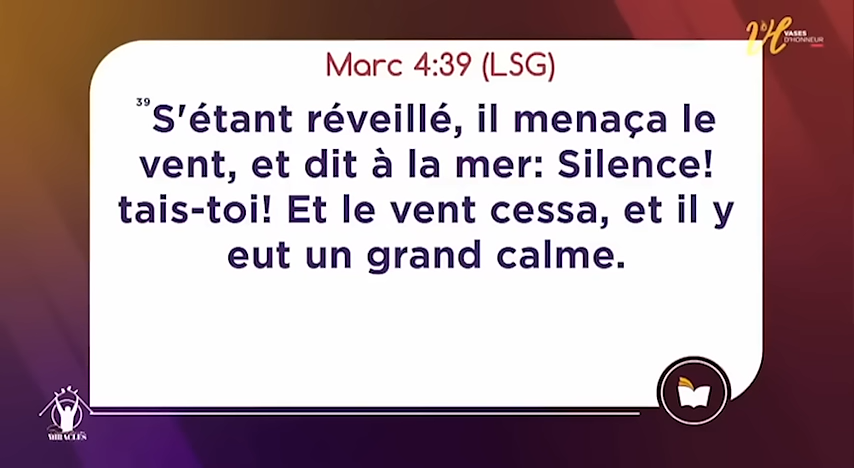 VASES
D'HONNEUR
Marc 4:39 (LSG)
39 S'étant réveillé, il menaça le
vent, et dit à la mer: Silence!
tais-toi! Et le vent cessa, et il y
eut un grand calme.
MIRACLES